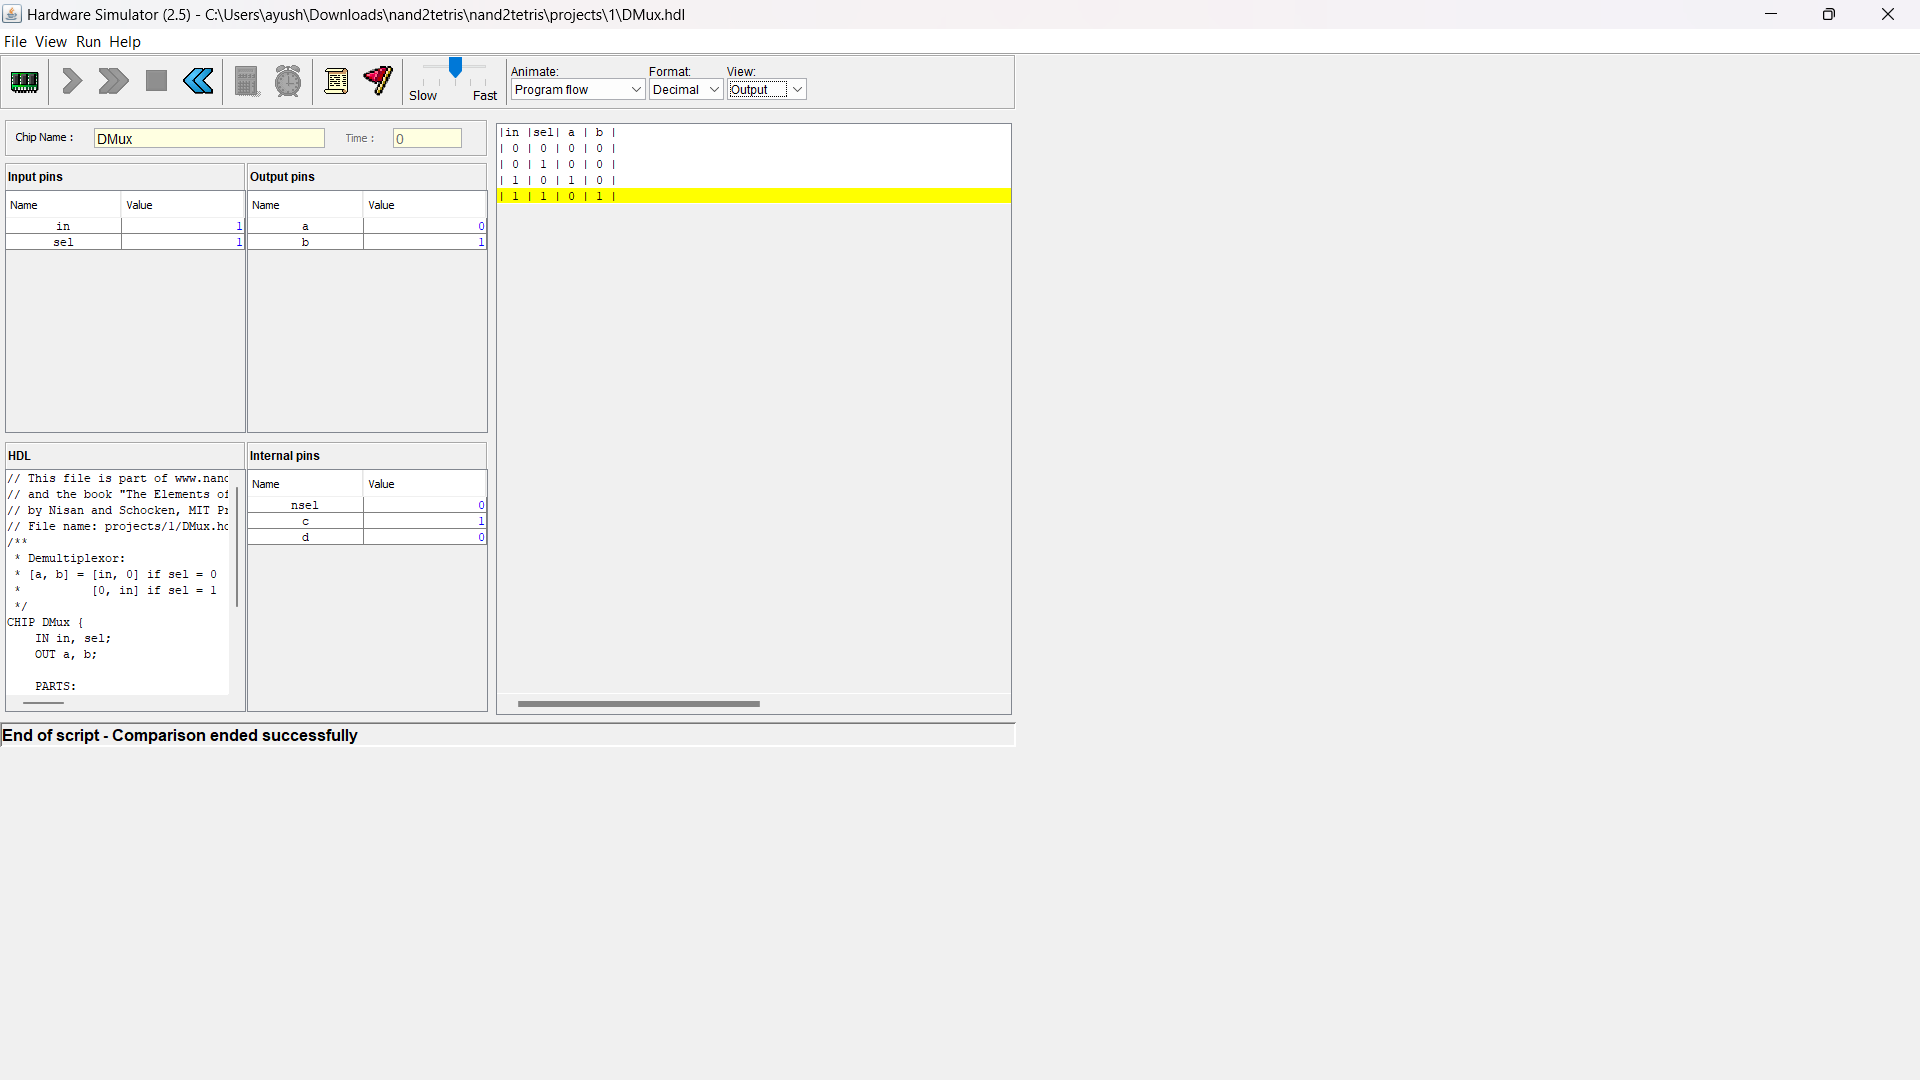 Hardware Simulator (2.5) - C:\Users\ayush\Downloads\nand2tetris\nand2tetris\projects\1\DMux.hdl
File View Run Help
Animate: Format: View:
Slow Fast Program flow Decimal Output
Chip Name : DMux Time : 0
Input pins
Name Value
in 1
sel 1
Output pins
Name Value
a 0
b 1
HDL
// This file is part of www.nand
// and the book "The Elements of
// by Nisan and Schocken, MIT
// File name: projects/1/DMux.
/**
* Demultiplexor:
* [a, b] = [in, 0] if sel = 0
* [0, in] if sel = 1
*/
CHIP DMux {
IN in, sel;
OUT a, b;
PARTS:
Internal pins
Name Value
nsel 0
c 1
d 0
|in |sel| a | b |
| 0 | 0 | 0 | 0 |
| 0 | 1 | 0 | 0 |
| 1 | 0 | 1 | 0 |
| 1 | 1 | 0 | 1 |
End of script - Comparison ended successfully